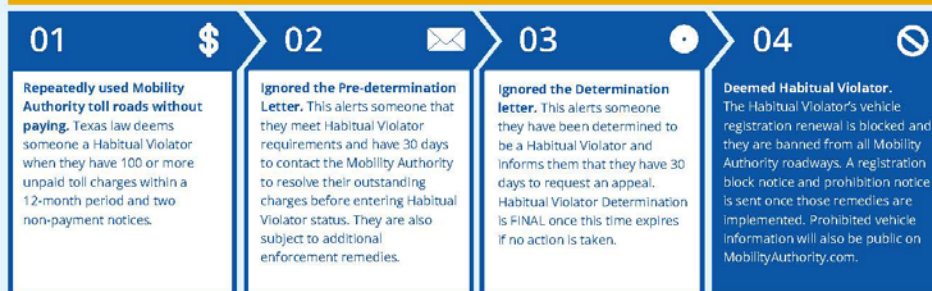 01
Repeatedly used Mobility
Authority toll roads without
paying. Texas law deems
someone a Habitual Violator
when they have 100 or more
unpaid toll charges within a
12-month period and two
non-payment notices.
02
Ignored the Pre-determination
Letter. This alerts someone that
they meet Habitual Violator
requirements and have 30 days
to contact the Mobility Authority
to resolve their outstanding
charges before entering Habitual
Violator status. They are also
subject to additional
enforcement remedies.
03
Ignored the Determination
letter. This alerts someone
they have been determined to
be a Habitual Violator and
informs them that they have 30
days to request an appeal.
Habitual Violator Determination
is FINAL once this time expires
if no action is taken.
04
Deemed Habitual Violator.
The Habitual Violator's vehicle
registration renewal is blocked and
they are banned from all Mobility
Authority roadways. A registration
block notice and prohibition notice
is sent once those remedies are
implemented. Prohibited vehicle
information will also be public on
MobilityAuthority.com.